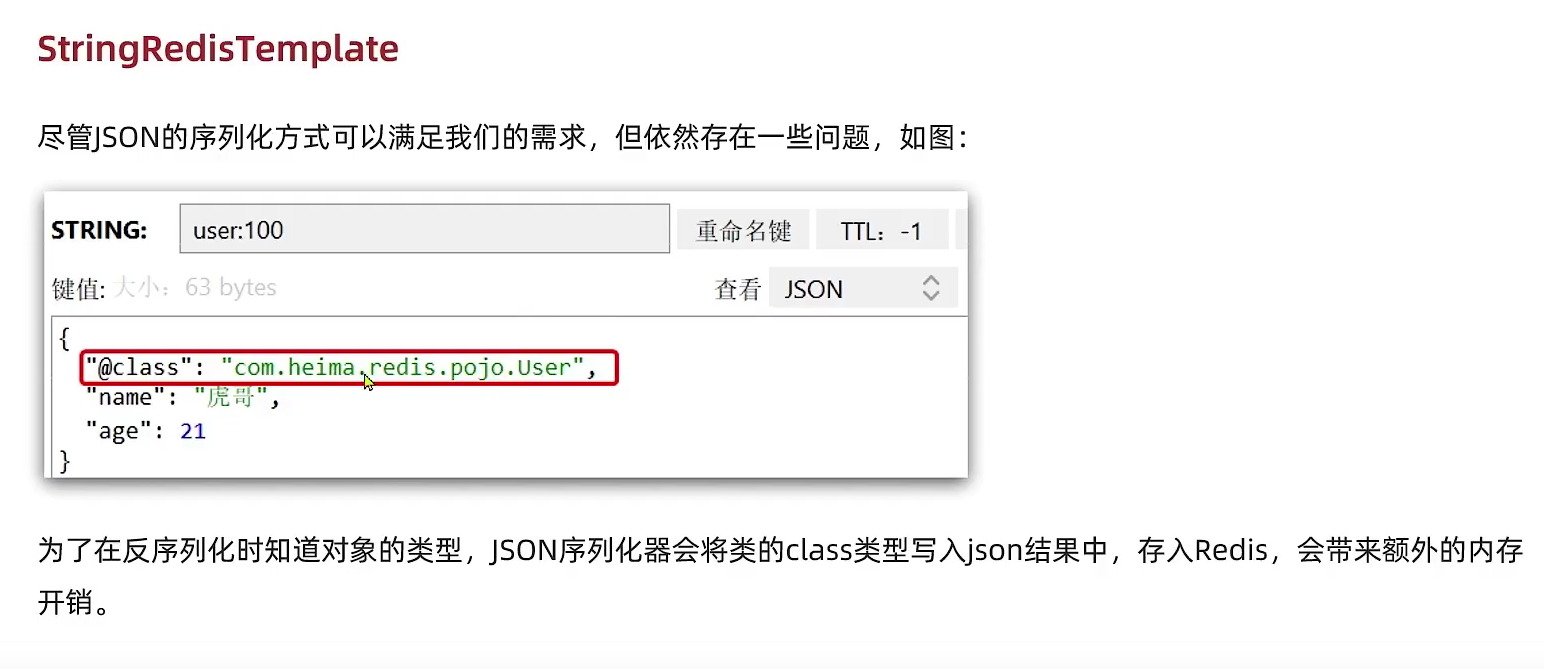 StringRedisTemplate
尽管JSON的序列化方式可以满足我们的需求，但依然存在一些问题，如图：
STRING: user:100 重命名键 TTL：-1
键值: 大小：63 bytes 查看 JSON
{
"@class": "com.heima.redis.pojo.User",
"name": "虎哥",
"age": 21
}
为了在反序列化时知道对象的类型，JSON序列化器会将类的class类型写入json结果中，存入Redis，会带来额外的内存
开销。